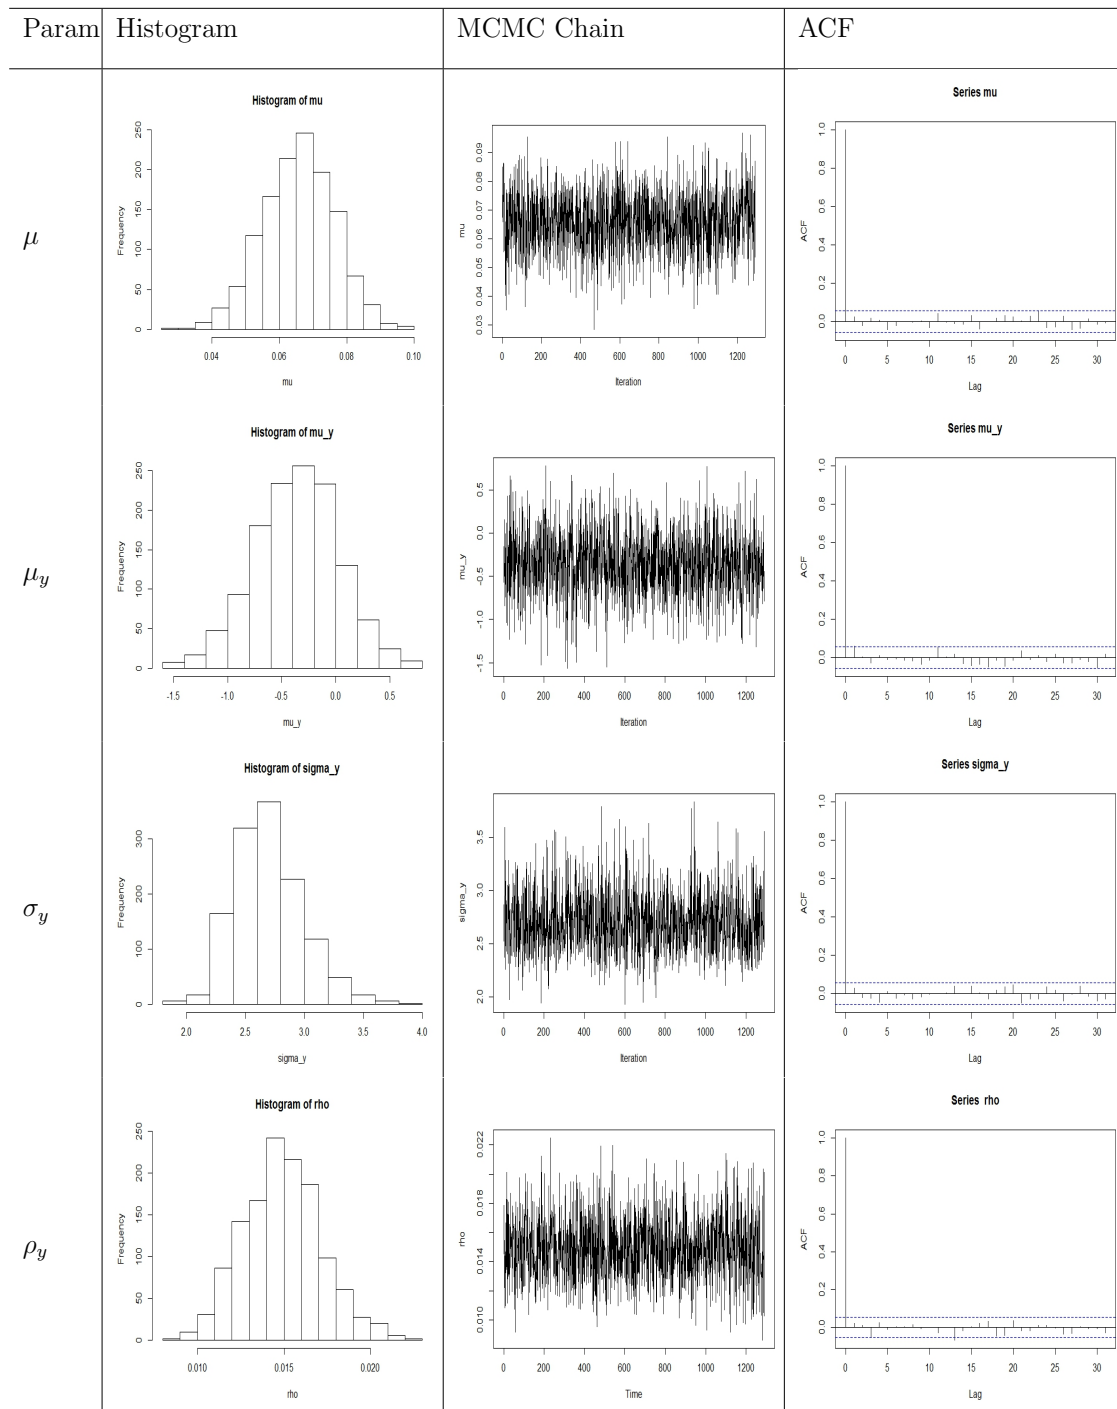 Param Histogram MCMC Chain ACF
μ
Histogram of mu
Frequency
0 50 100 150 200 250
0.04 0.06 0.08 0.10
mu
mu
0.03 0.04 0.05 0.06 0.07 0.08 0.09
0 200 400 600 800 1000 1200
Iteration
Series mu
ACF
0.0 0.2 0.4 0.6 0.8 1.0
0 5 10 15 20 25 30
Lag
μy
Histogram of mu_y
Frequency
0 50 100 150 200 250
-1.5 -1.0 -0.5 0.0 0.5
mu_y
mu_y
-1.5 -1.0 -0.5 0.0 0.5
0 200 400 600 800 1000 1200
Iteration
Series mu_y
ACF
0.0 0.2 0.4 0.6 0.8 1.0
0 5 10 15 20 25 30
Lag
σy
Histogram of sigma_y
Frequency
0 100 200 300
2.0 2.5 3.0 3.5 4.0
sigma_y
sigma_y
2.0 2.5 3.0 3.5
0 200 400 600 800 1000 1200
Iteration
Series sigma_y
ACF
0.0 0.2 0.4 0.6 0.8 1.0
0 5 10 15 20 25 30
Lag
ρy
Histogram of rho
Frequency
0 50 100 150 200 250
0.010 0.015 0.020
rho
rho
0.010 0.014 0.018 0.022
0 200 400 600 800 1000 1200
Time
Series rho
ACF
0.0 0.2 0.4 0.6 0.8 1.0
0 5 10 15 20 25 30
Lag